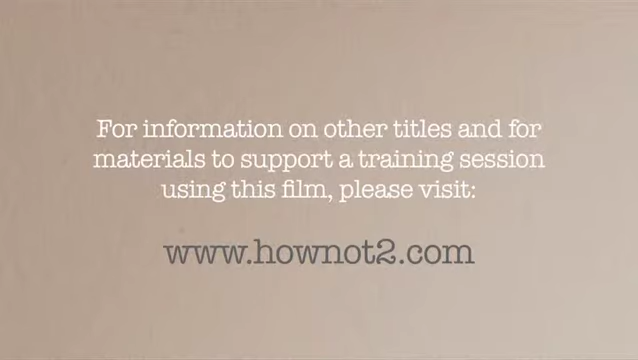 For information on other titles and for
materials to support a training session
using this film, please visit:
www.hownot2.com